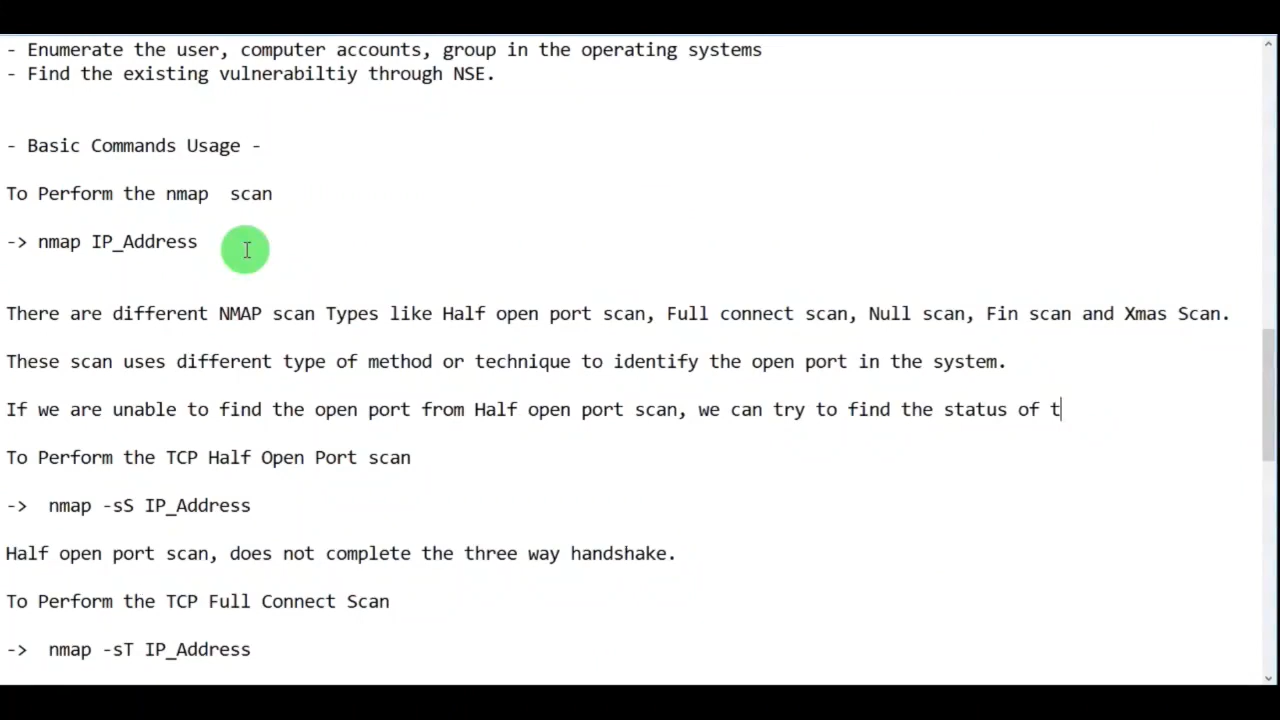 - Enumerate the user, computer accounts, group in the operating systems
- Find the existing vulnerabiltiy through NSE.
- Basic Commands Usage -
To Perform the nmap  scan
-> nmap IP_Address
There are different NMAP scan Types like Half open port scan, Full connect scan, Null scan, Fin scan and Xmas Scan.
These scan uses different type of method or technique to identify the open port in the system.
If we are unable to find the open port from Half open port scan, we can try to find the status of t
To Perform the TCP Half Open Port scan
->  nmap -sS IP_Address
Half open port scan, does not complete the three way handshake.
To Perform the TCP Full Connect Scan
->  nmap -sT IP_Address